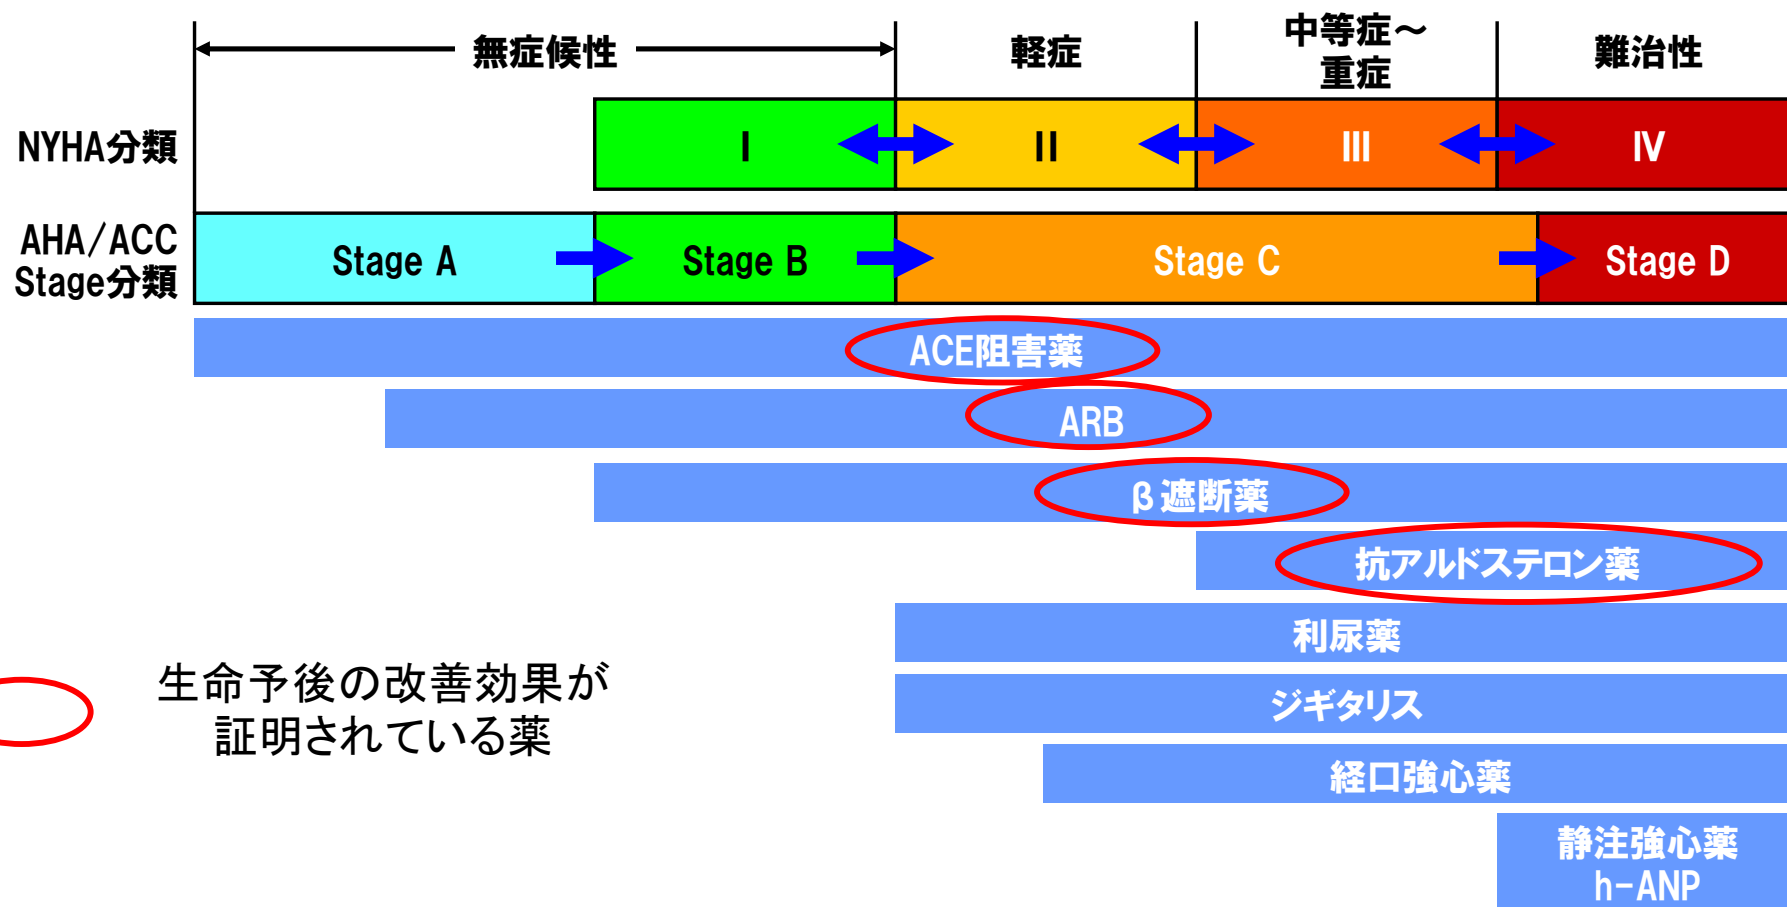 無症候性
軽症
中等症～
重症
難治性
NYHA分類
I
II
III
IV
AHA/ACC
Stage分類
Stage A
Stage B
Stage C
Stage D
ACE阻害薬
ARB
β遮断薬
抗アルドステロン薬
利尿薬
ジギタリス
経口強心薬
静注強心薬
h-ANP
生命予後の改善効果が
証明されている薬